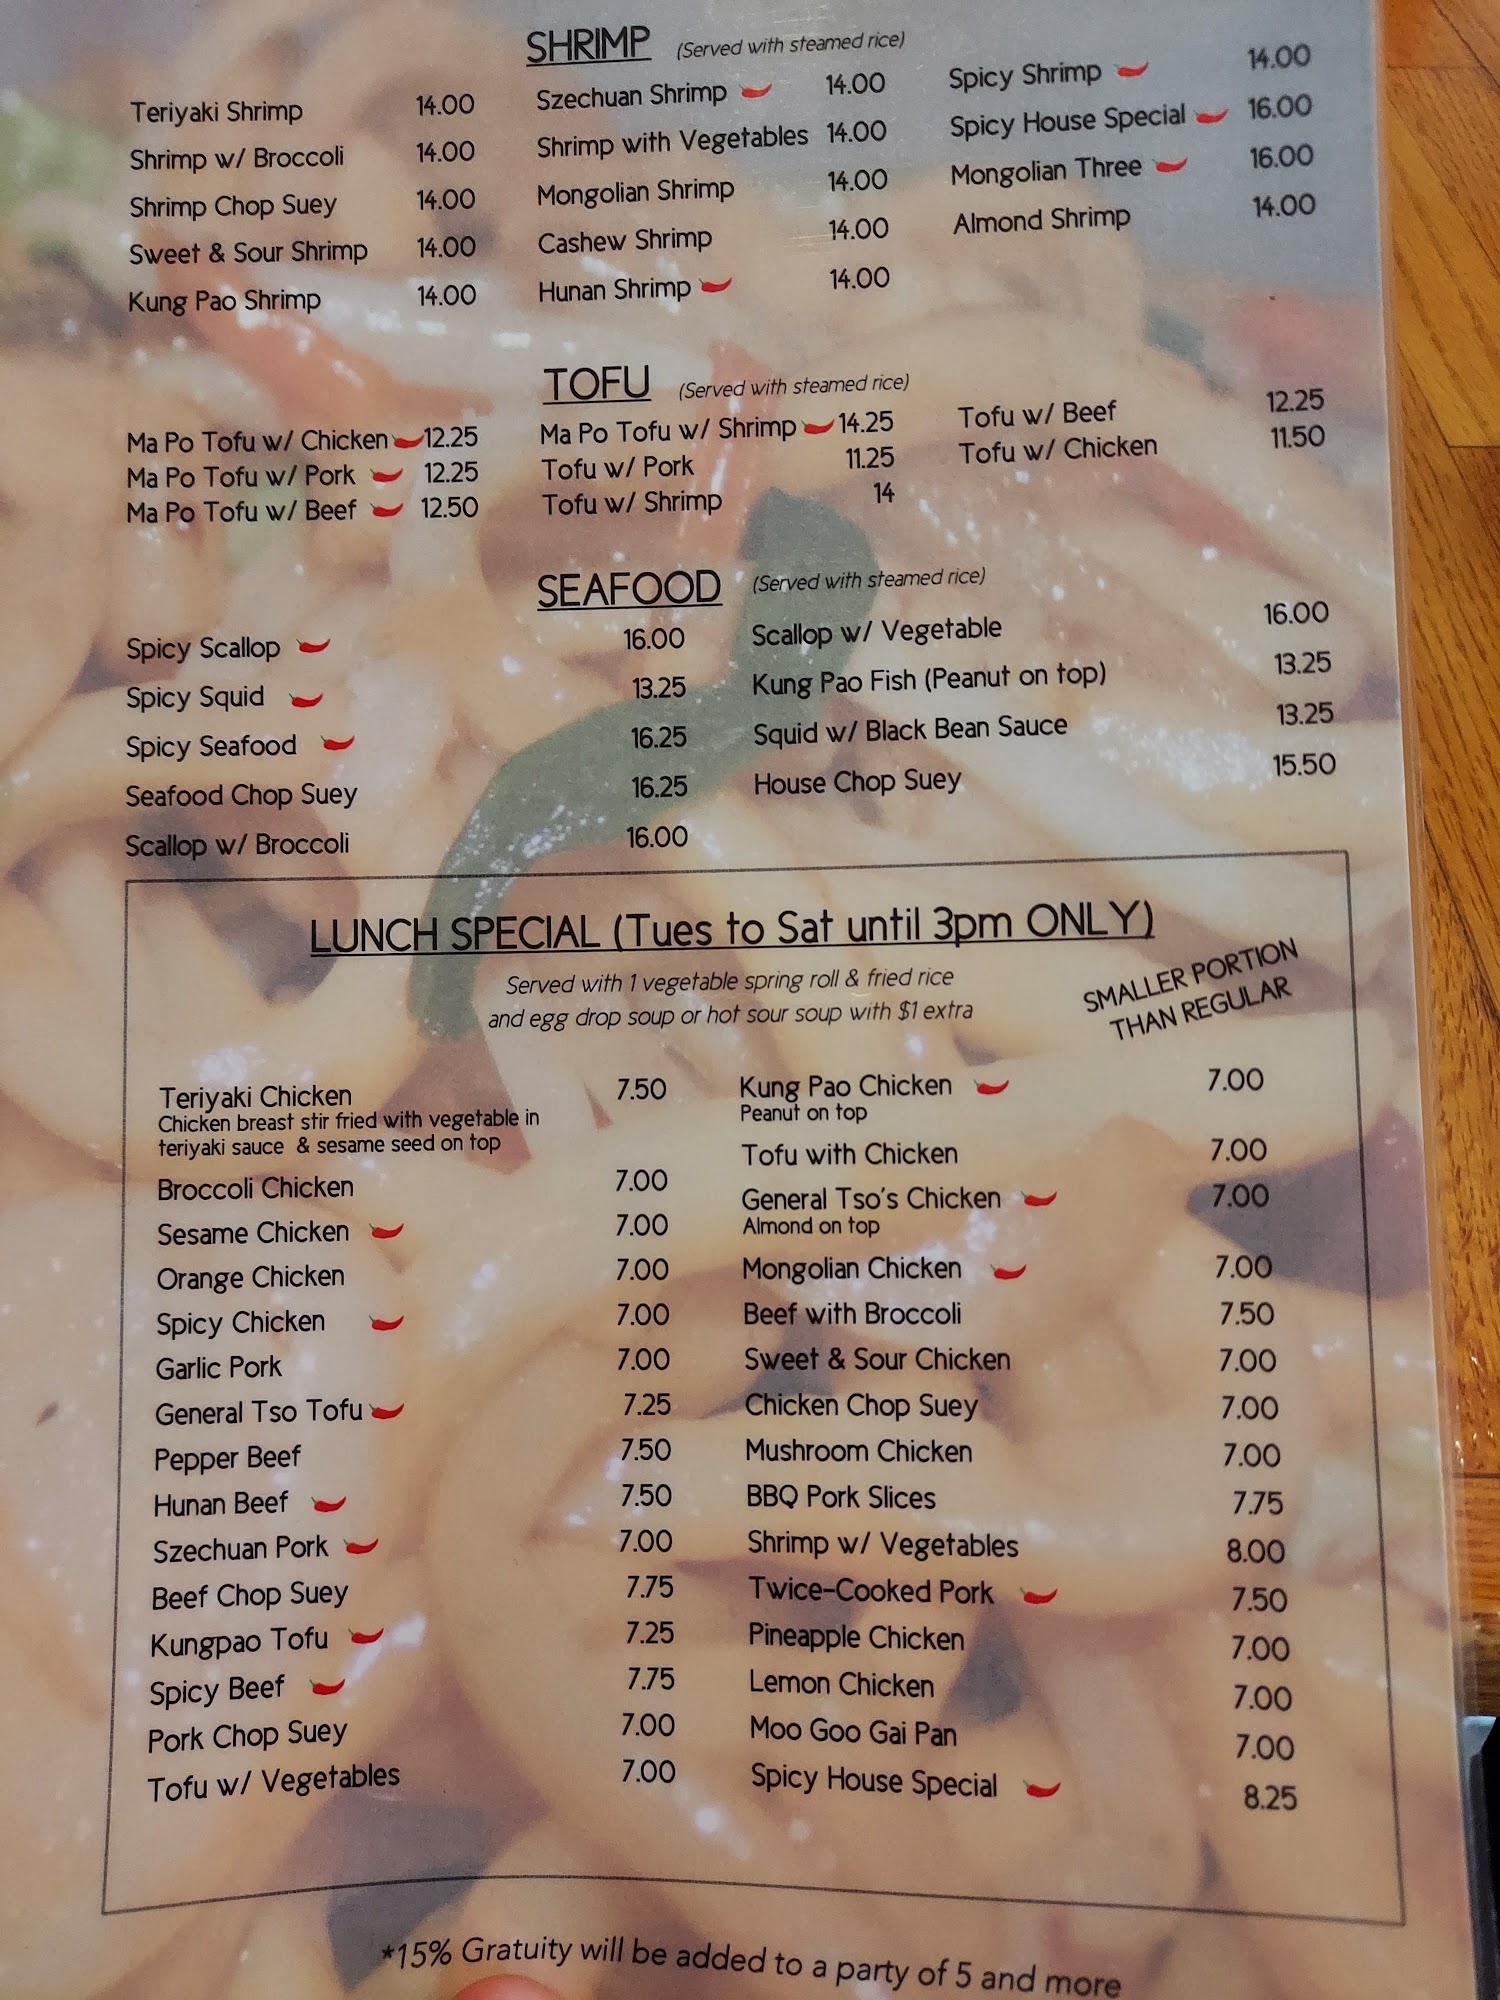 SHRIMP (Served with steamed rice)
Teriyaki Shrimp 14.00
Shrimp w/ Broccoli 14.00
Shrimp Chop Suey 14.00
Sweet & Sour Shrimp 14.00
Kung Pao Shrimp 14.00
Szechuan Shrimp 14.00
Shrimp with Vegetables 14.00
Mongolian Shrimp 14.00
Cashew Shrimp 14.00
Hunan Shrimp 14.00
Spicy Shrimp 14.00
Spicy House Special 16.00
Mongolian Three 16.00
Almond Shrimp 14.00
TOFU (Served with steamed rice)
Ma Po Tofu w/ Chicken 12.25
Ma Po Tofu w/ Pork 12.25
Ma Po Tofu w/ Beef 12.50
Ma Po Tofu w/ Shrimp 14.25
Tofu w/ Pork 11.25
Tofu w/ Shrimp 14
Tofu w/ Beef 12.25
Tofu w/ Chicken 11.50
SEAFOOD (Served with steamed rice)
Spicy Scallop 16.00
Spicy Squid 13.25
Spicy Seafood 16.25
Seafood Chop Suey 16.25
Scallop w/ Broccoli 16.00
Scallop w/ Vegetable 16.00
Kung Pao Fish (Peanut on top) 13.25
Squid w/ Black Bean Sauce 13.25
House Chop Suey 15.50
LUNCH SPECIAL (Tues to Sat until 3pm ONLY)
Served with 1 vegetable spring roll & fried rice
and egg drop soup or hot sour soup with $1 extra
SMALLER PORTION
THAN REGULAR
Teriyaki Chicken 7.50
Chicken breast stir fried with vegetable in
teriyaki sauce & sesame seed on top
Broccoli Chicken 7.00
Sesame Chicken 7.00
Orange Chicken 7.00
Spicy Chicken 7.00
Garlic Pork 7.00
General Tso Tofu 7.25
Pepper Beef 7.50
Hunan Beef 7.50
Szechuan Pork 7.00
Beef Chop Suey 7.75
Kungpao Tofu 7.25
Spicy Beef 7.75
Pork Chop Suey 7.00
Tofu w/ Vegetables 7.00
Kung Pao Chicken 7.00
Peanut on top
Tofu with Chicken 7.00
General Tso's Chicken 7.00
Almond on top
Mongolian Chicken 7.00
Beef with Broccoli 7.50
Sweet & Sour Chicken 7.00
Chicken Chop Suey 7.00
Mushroom Chicken 7.00
BBQ Pork Slices 7.75
Shrimp w/ Vegetables 8.00
Twice-Cooked Pork 7.50
Pineapple Chicken 7.00
Lemon Chicken 7.00
Moo Goo Gai Pan 7.00
Spicy House Special 8.25
*15% Gratuity will be added to a party of 5 and more